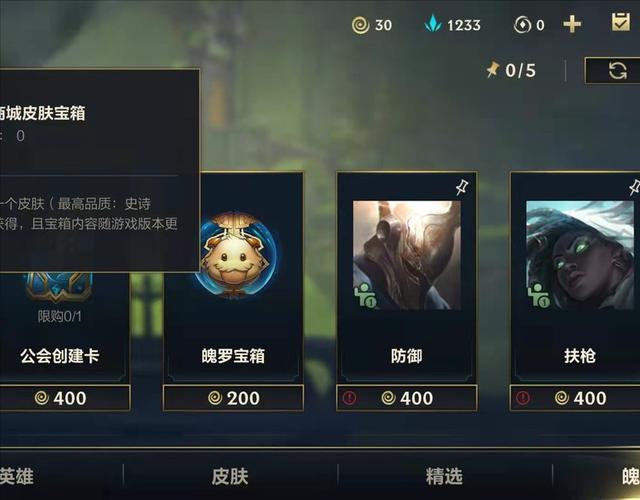 30
1233
0
0/5
商城皮肤宝箱
：0
一个皮肤（最高品质：史诗
获得，且宝箱内容随游戏版本更
限购0/1
公会创建卡
魄罗宝箱
防御
扶枪
1
1
400
200
400
400
英雄
皮肤
精选
魄